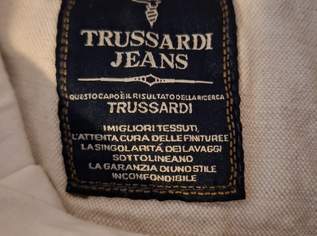 TRUSSARDI
JEANS
QUESTO CAPO È IL RISULTATO DELLA RICERCA
TRUSSARDI
I MIGLIORI TESSUTI,
L'ATTENTA CURA DELLE FINITURE E
LA SINGOLARITÁ DEI LAVAGGI
SOTTOLINEANO
LA GARANZIA DI UNO STILE
INCONFONDIBILE